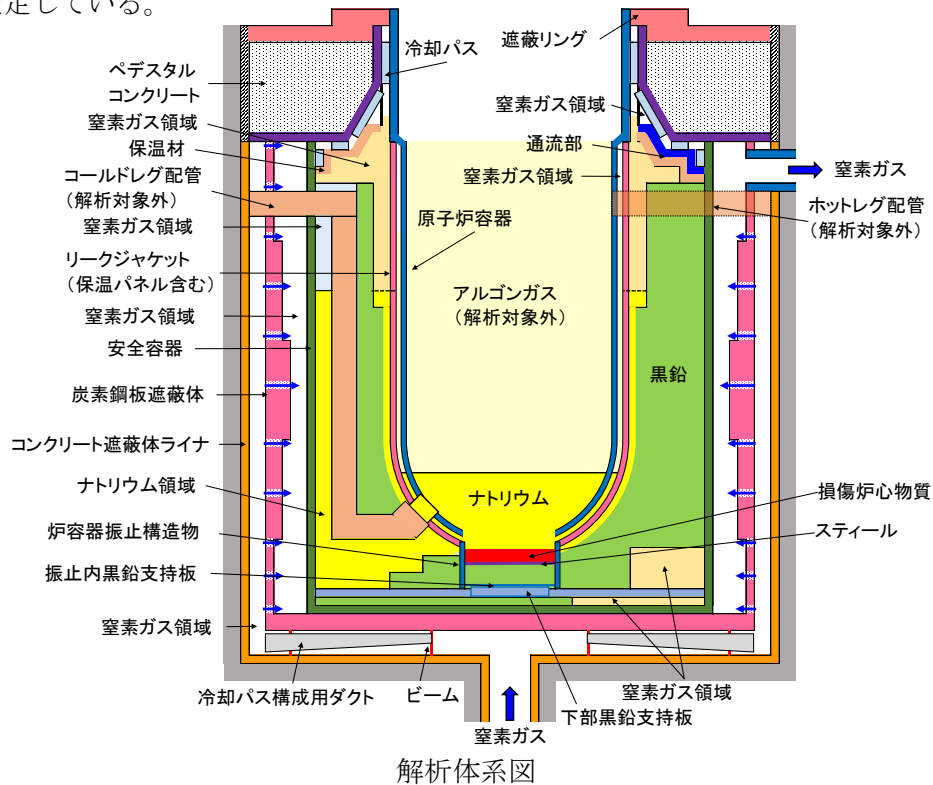 定している。
遮蔽リング
冷却パス
ペデスタル
コンクリート
窒素ガス領域
窒素ガス領域
保温材
通流部
コールドレグ配管
（解析対象外）
窒素ガス領域
窒素ガス
ホットレグ配管
（解析対象外）
窒素ガス領域
原子炉容器
リークジャケット
（保温パネル含む）
アルゴンガス
（解析対象外）
窒素ガス領域
安全容器
黒鉛
炭素鋼板遮蔽体
コンクリート遮蔽体ライナ
ナトリウム領域
ナトリウム
損傷炉心物質
炉容器振止構造物
スティール
振止内黒鉛支持板
窒素ガス領域
冷却パス構成用ダクト
ビーム
窒素ガス領域
下部黒鉛支持板
窒素ガス
解析体系図